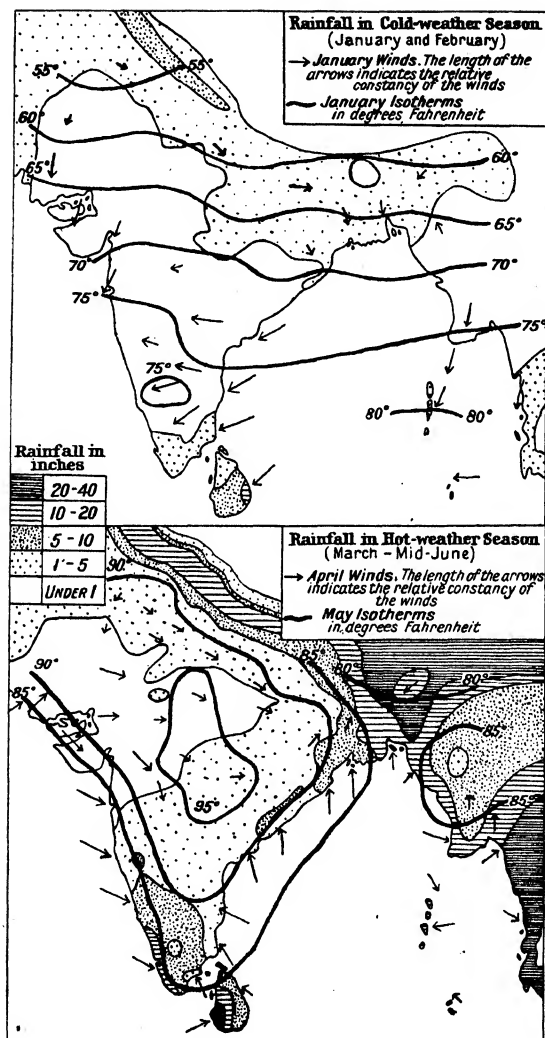 Rainfall in Cold-weather Season
(January and February)
→ January Winds. The length of the
arrows indicates the relative
constancy of the winds
January Isotherms
in degrees Fahrenheit
55°
55°
60°
60°
65°
65°
70°
70°
75°
75°
75°
80°
80°
Rainfall in
inches
20-40
10-20
5-10
1-5
UNDER 1
Rainfall in Hot-weather Season
(March - Mid-June)
→ April Winds. The length of the arrows
indicates the relative constancy of
the winds
May Isotherms
in degrees Fahrenheit
90°
90°
85°
85°
80°
80°
85°
95°
85°